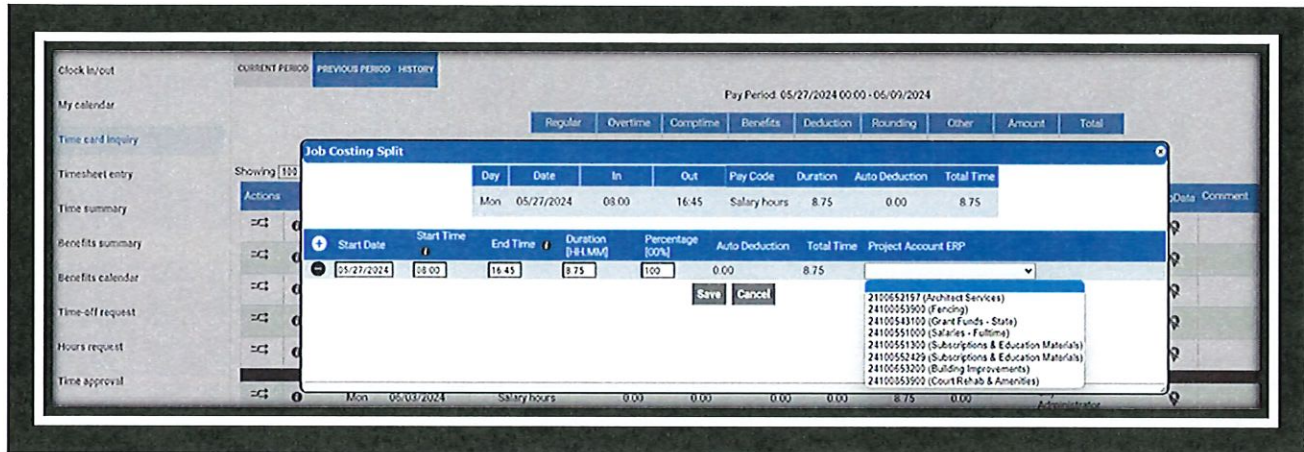 Clock in/out
My calendar
Time card inquiry
Timesheet entry
Time summary
Benefits summary
Benefits calendar
Time-off request
Hours request
Time approval
CURRENT PERIOD PREVIOUS PERIOD HISTORY
Pay Period: 05/27/2024 00:00 - 06/09/2024
Regular Overtime Comptime Benefits Deduction Rounding Other Amount Total
Showing 100
Actions
Job Costing Split
Day Date In Out Pay Code Duration Auto Deduction Total Time
Mon 05/27/2024 08:00 16:45 Salary hours 8.75 0.00 8.75
Start Date Start Time End Time Duration [HH.MM] Percentage [00%] Auto Deduction Total Time Project Account ERP
05/27/2024 08:00 16:45 8.75 100 0.00 8.75
Save Cancel
2100652157 (Architect Services)
24100053900 (Fencing)
24100543100 (Grant Funds - State)
24100551000 (Salaries - Fulltime)
24100551300 (Subscriptions & Education Materials)
24100552429 (Subscriptions & Education Materials)
24100653200 (Building Improvements)
24100853900 (Court Rehab & Amenities)
Comment
Mon 06/03/2024 Salary hours 0.00 0.00 0.00 0.00 8.75 0.00
Administrator